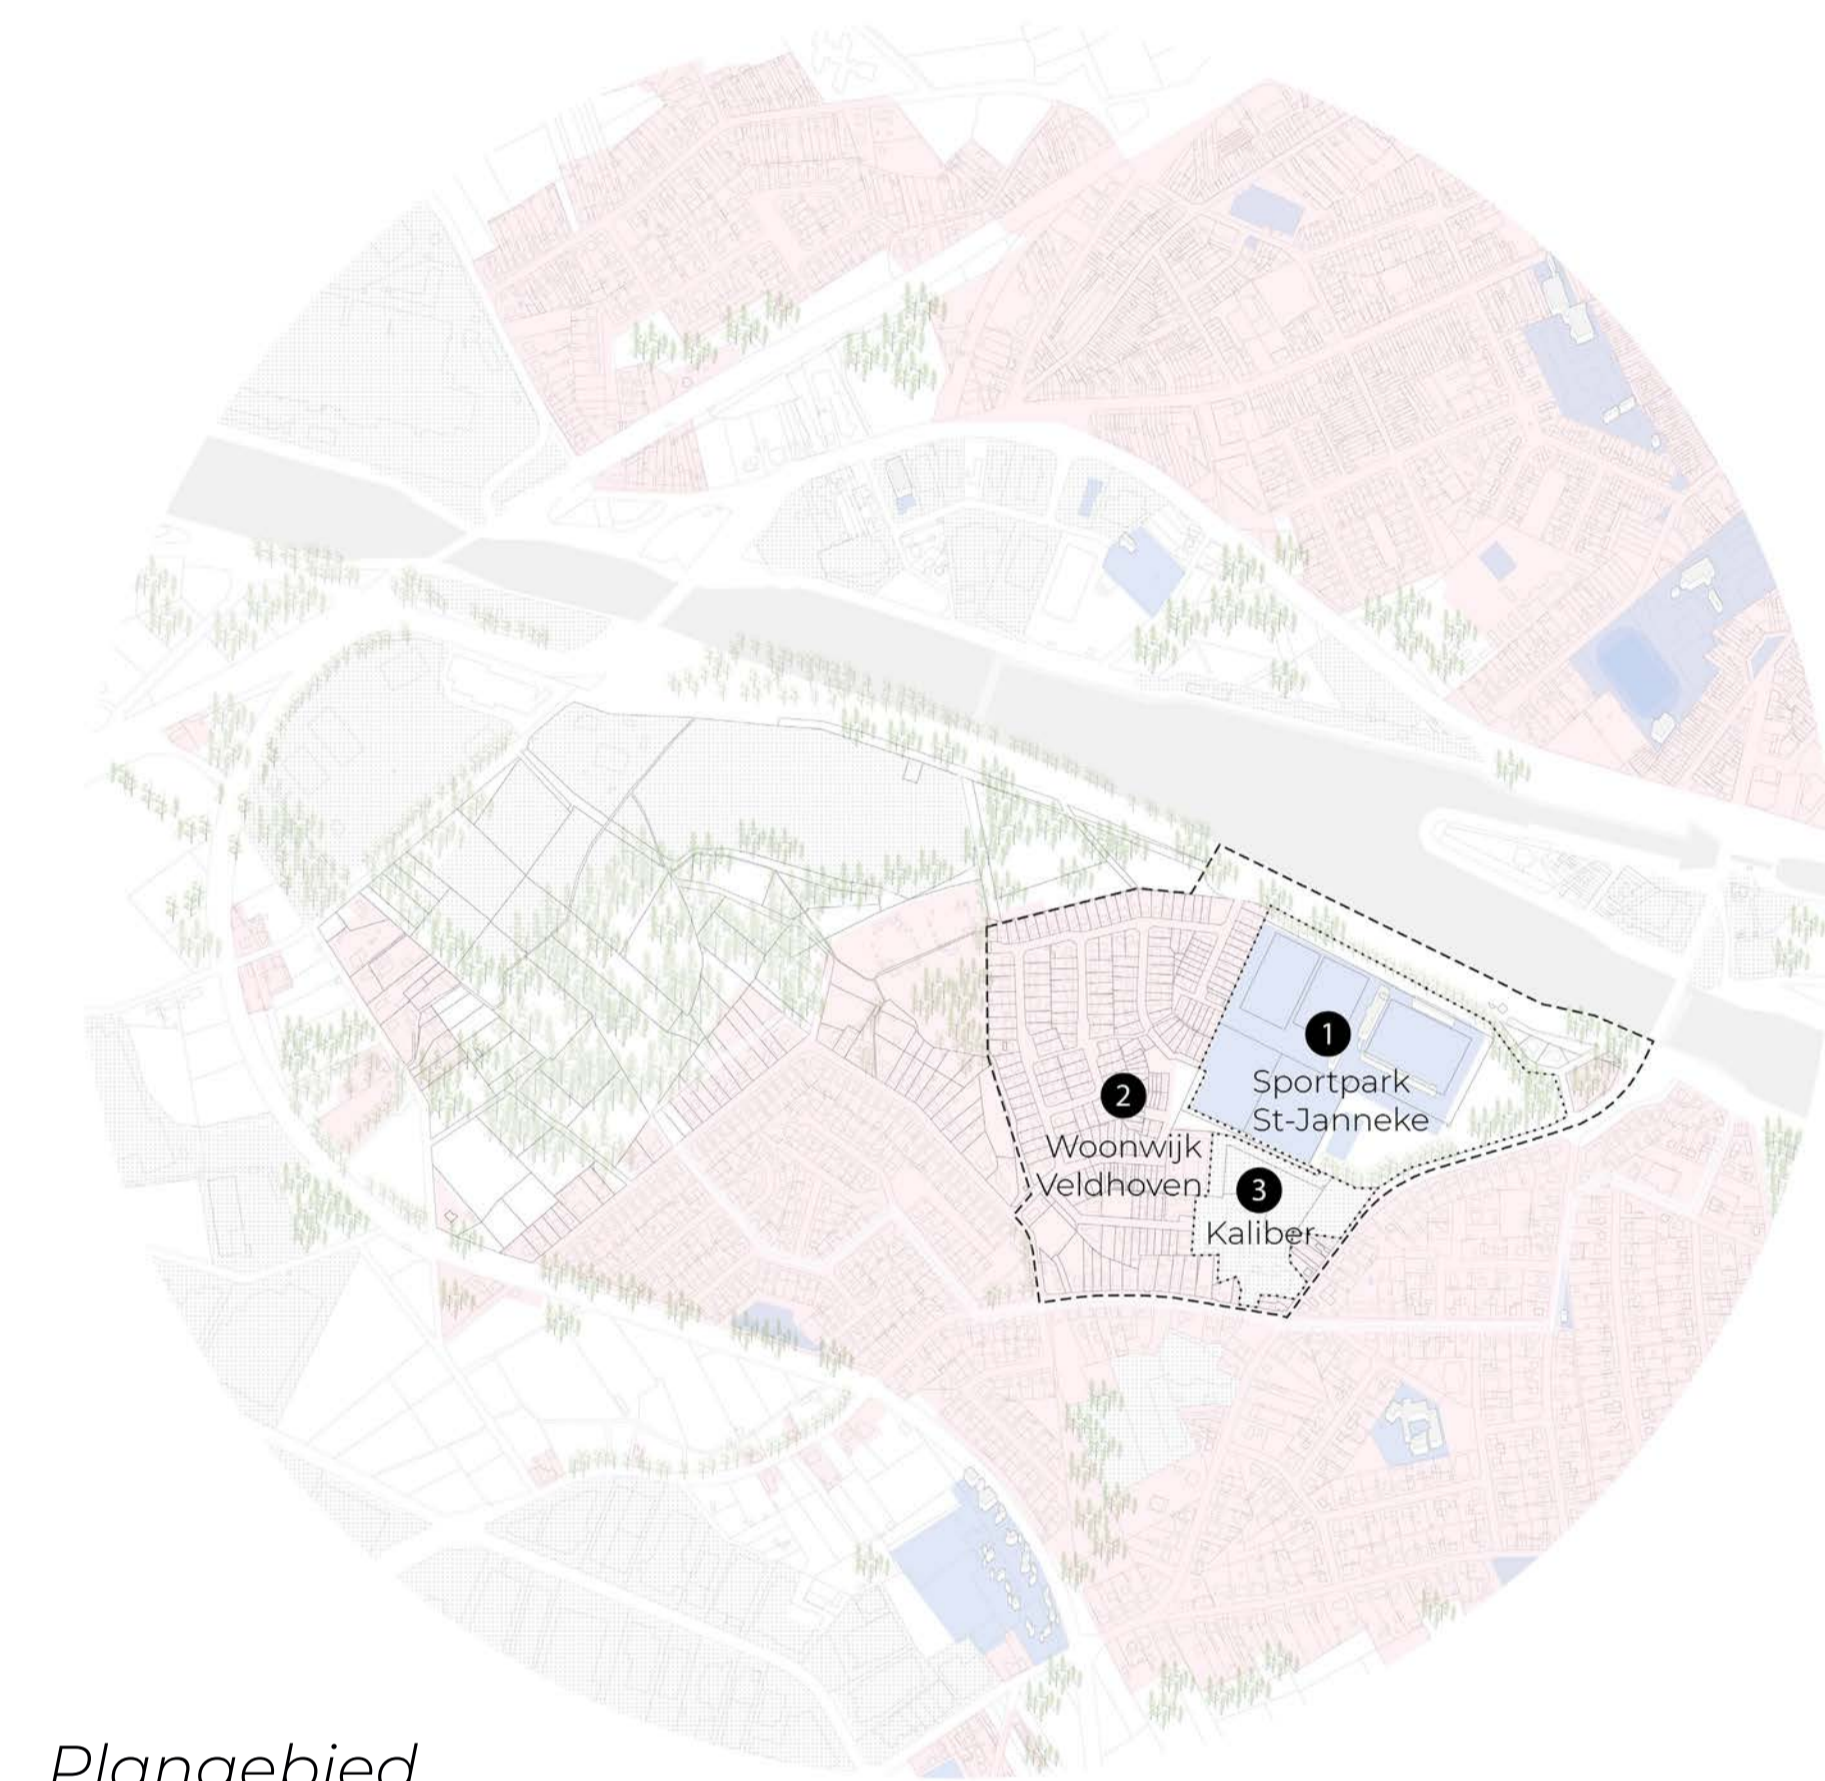 1
Sportpark
St-Janneke
2
Woonwijk
Veldhoven
3
Kaliber
Plangebied